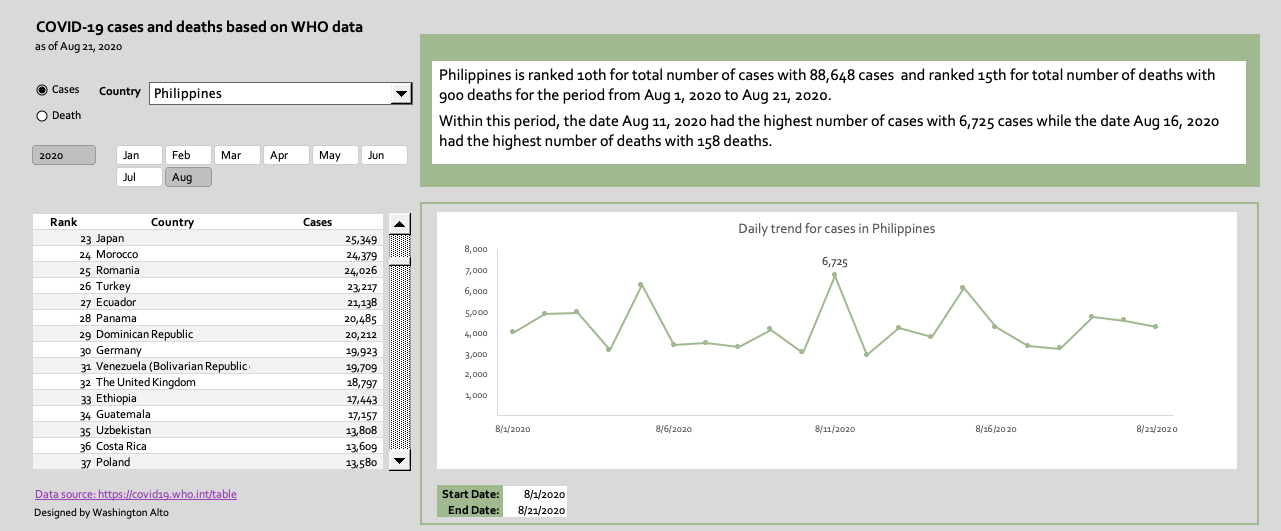 COVID-19 cases and deaths based on WHO data
as of Aug 21, 2020
Cases
Death
Country
Philippines
2020
Jan Feb Mar Apr May Jun
Jul Aug
Rank Country Cases
23 Japan 25,349
24 Morocco 24,379
25 Romania 24,026
26 Turkey 23,217
27 Ecuador 21,138
28 Panama 20,485
29 Dominican Republic 20,212
30 Germany 19,923
31 Venezuela (Bolivarian Republic 19,709
32 The United Kingdom 18,797
33 Ethiopia 17,443
34 Guatemala 17,157
35 Uzbekistan 13,808
36 Costa Rica 13,609
37 Poland 13,580
Data source: https://covid19.who.int/table
Designed by Washington Alto
Philippines is ranked 10th for total number of cases with 88,648 cases and ranked 15th for total number of deaths with
900 deaths for the period from Aug 1, 2020 to Aug 21, 2020.
Within this period, the date Aug 11, 2020 had the highest number of cases with 6,725 cases while the date Aug 16, 2020
had the highest number of deaths with 158 deaths.
Daily trend for cases in Philippines
8,000
7,000
6,000
5,000
4,000
3,000
2,000
1,000
6,725
8/1/2020 8/6/2020 8/11/2020 8/16/2020 8/21/2020
Start Date: 8/1/2020
End Date: 8/21/2020